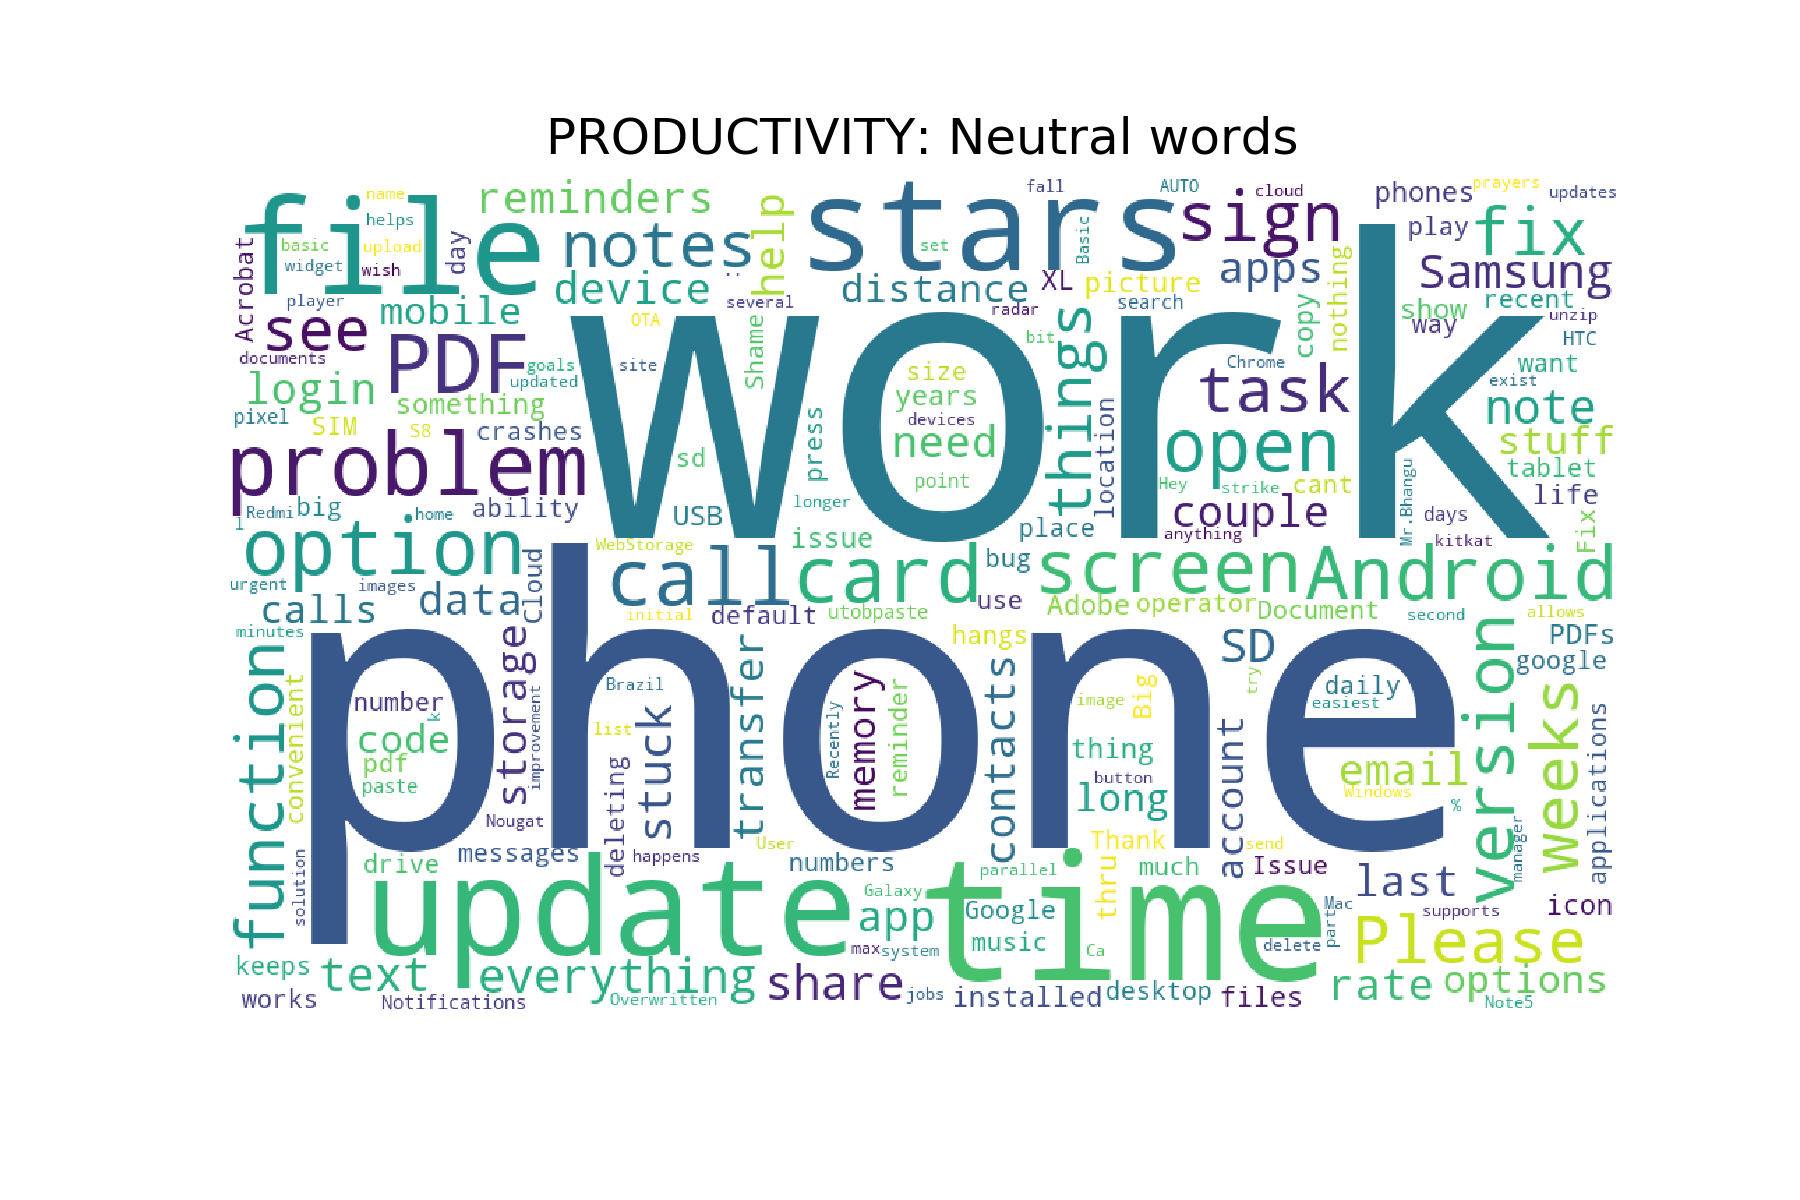 PRODUCTIVITY: Neutral words
name
reminders
fall
AUTO
cloud
phones
prayers
updates
file
helps
notes
help
stars
sign
play
fix
basic
upload
day
set
Basic
apps
nothing
Samsung
Acrobat
widget
wish
device
distance
XL
picture
search
copy
show
recent
player
mobile
several
radar
way
unzip
see
OTA
Shame
work
bit
things
HTC
documents
PDF
goals
site
size
Chrome
want
login
updated
years
task
exist
pixel
something
devices
location
note
SIM
S8
crashes
press
need
open
stuff
problem
sd
point
Hey
strike
cant
tablet
Redmi
big
home
ability
longer
life
l
USB
place
couple
Mr.Bhangu
days
Fix
option
WebStorage
issue
anything
kitkat
urgent
images
cloud
call
card
bug
screen
Android
calls
data
initial
default
utobpaste
use
Adobe
operator
Document
second
allows
minutes
phone
hangs
SD
PDFs
function
storage
transfer
contacts
version
google
convenient
number
k
improvement
Brazil
stuck
Recently
memory
reminder
image
Big
try
daily
easiest
weeks
code
list
thing
account
applications
pdf
deleting
button
email
paste
long
Windows
%
Nougat
Thank
send
solution
drive
messages
happens
User
numbers
parallel
thru
much
Issue
last
manager
update
Galaxy
app
Google
time
Mac
supports
icon
max
system
music
Ca
delete
part
Please
keeps
text
everything
share
jobs
installed
desktop
files
rate
options
works
Notifications
Overwritten
Note5